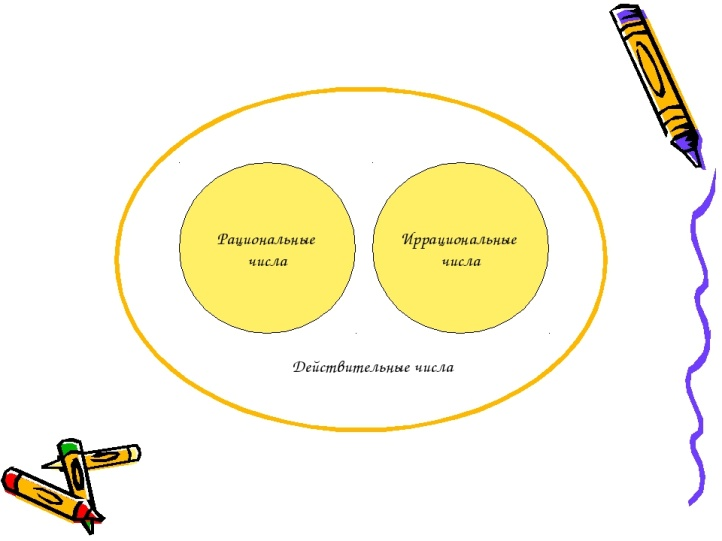 Рациональные
числа
Иррациональные
числа
Действительные числа